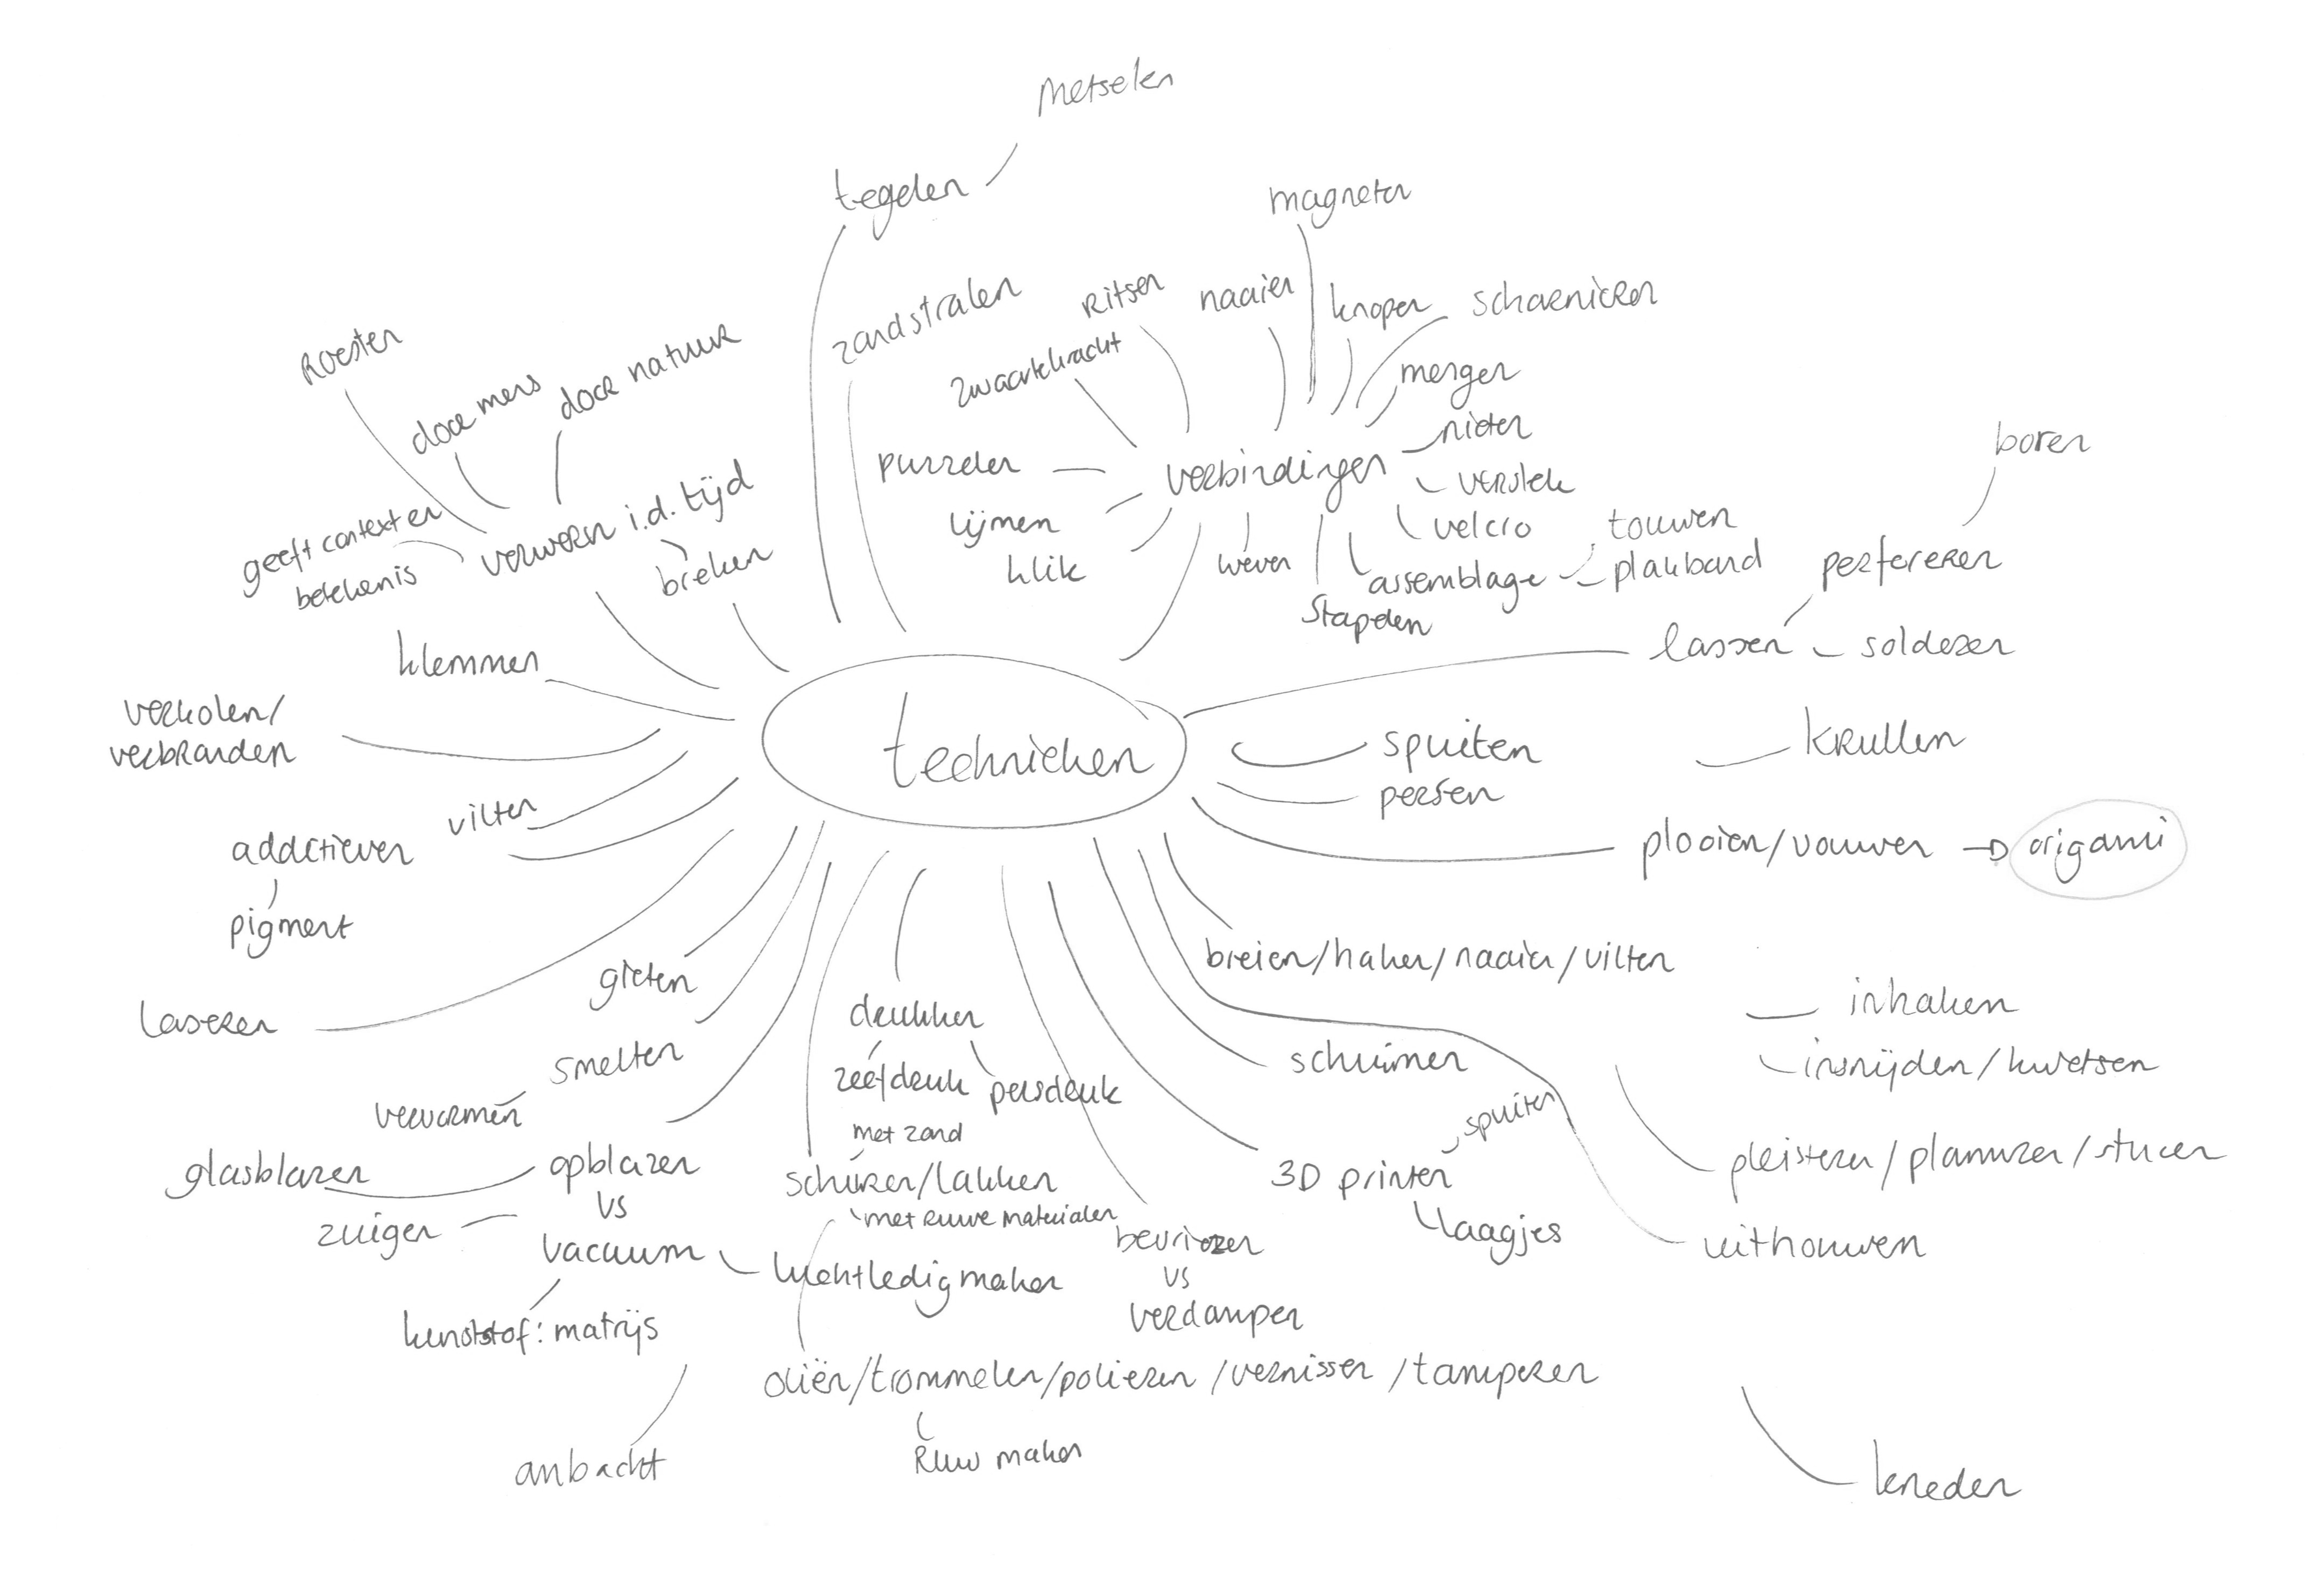 Metselen
tegelen
magneten
zandstralen
Ritsen
naaien
knopen
scharnieren
zwaartekracht
mengen
Roesten
door mens
door natuur
nieten
puzzelen
verbindingen
verstek
boren
lijmen
velcro
touwen
klik
weven
assemblage
plakband
perforeren
Stapelen
geeft context en
betekenis
verweren i.d. tijd
breken
klemmen
lassen
solderen
verkolen/
verbranden
technieken
spuiten
krullen
persen
vilten
addetieven
plooien/vouwen
origami
pigment
gieten
breien/haken/naaien/vilten
laseren
drukken
inhaken
smelten
zeefdruk
persdruk
schuimen
insnijden/kwetsen
vervormen
met zand
spuiten
glasblazen
opblazen
schuren/lakken
3D printen
pleisteren/plamuren/stucen
zuigen
vs
met ruwe materialen
laagjes
vacuum
luchtledig maken
bevriezen
uithouwen
vs
kunststof: matrijs
verdampen
oliën/trommelen/polieren/vernissen/tamperen
Ruw maken
ambacht
kneden